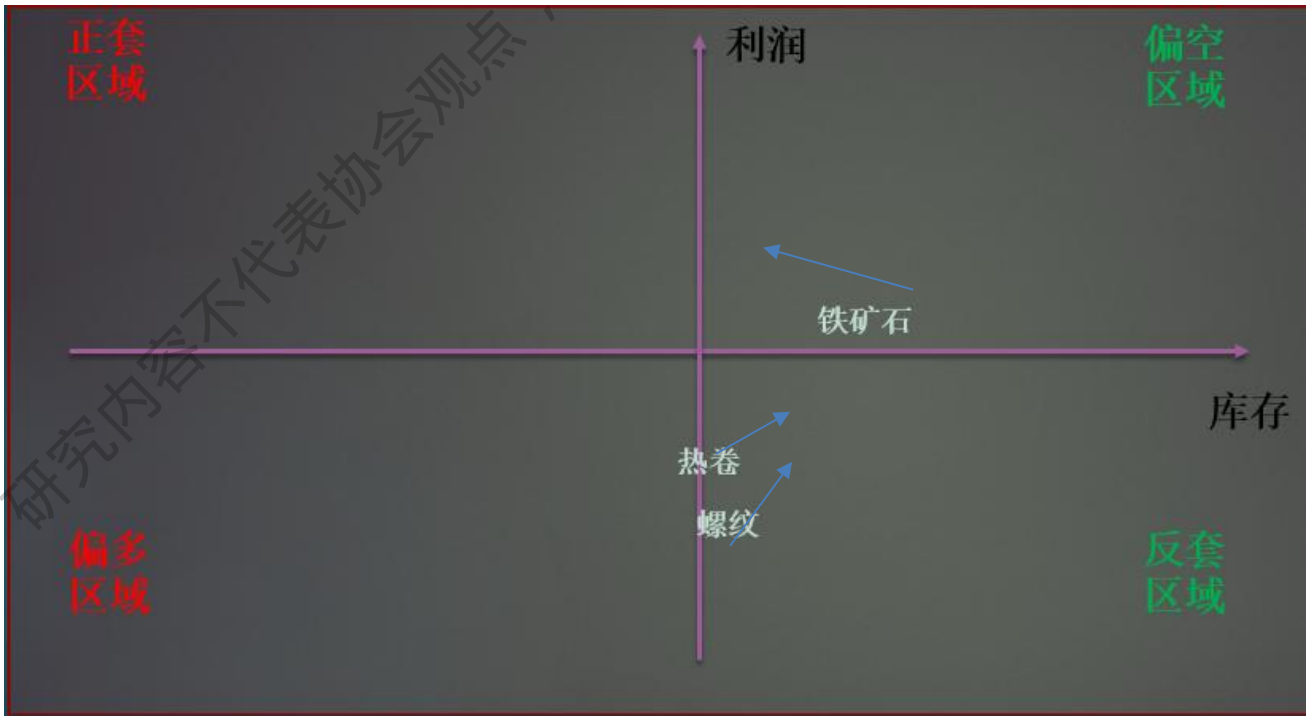 正套
区域
利润
偏空
区域
研究内容不代表协会观点
铁矿石
库存
热卷
螺纹
偏多
区域
反套
区域